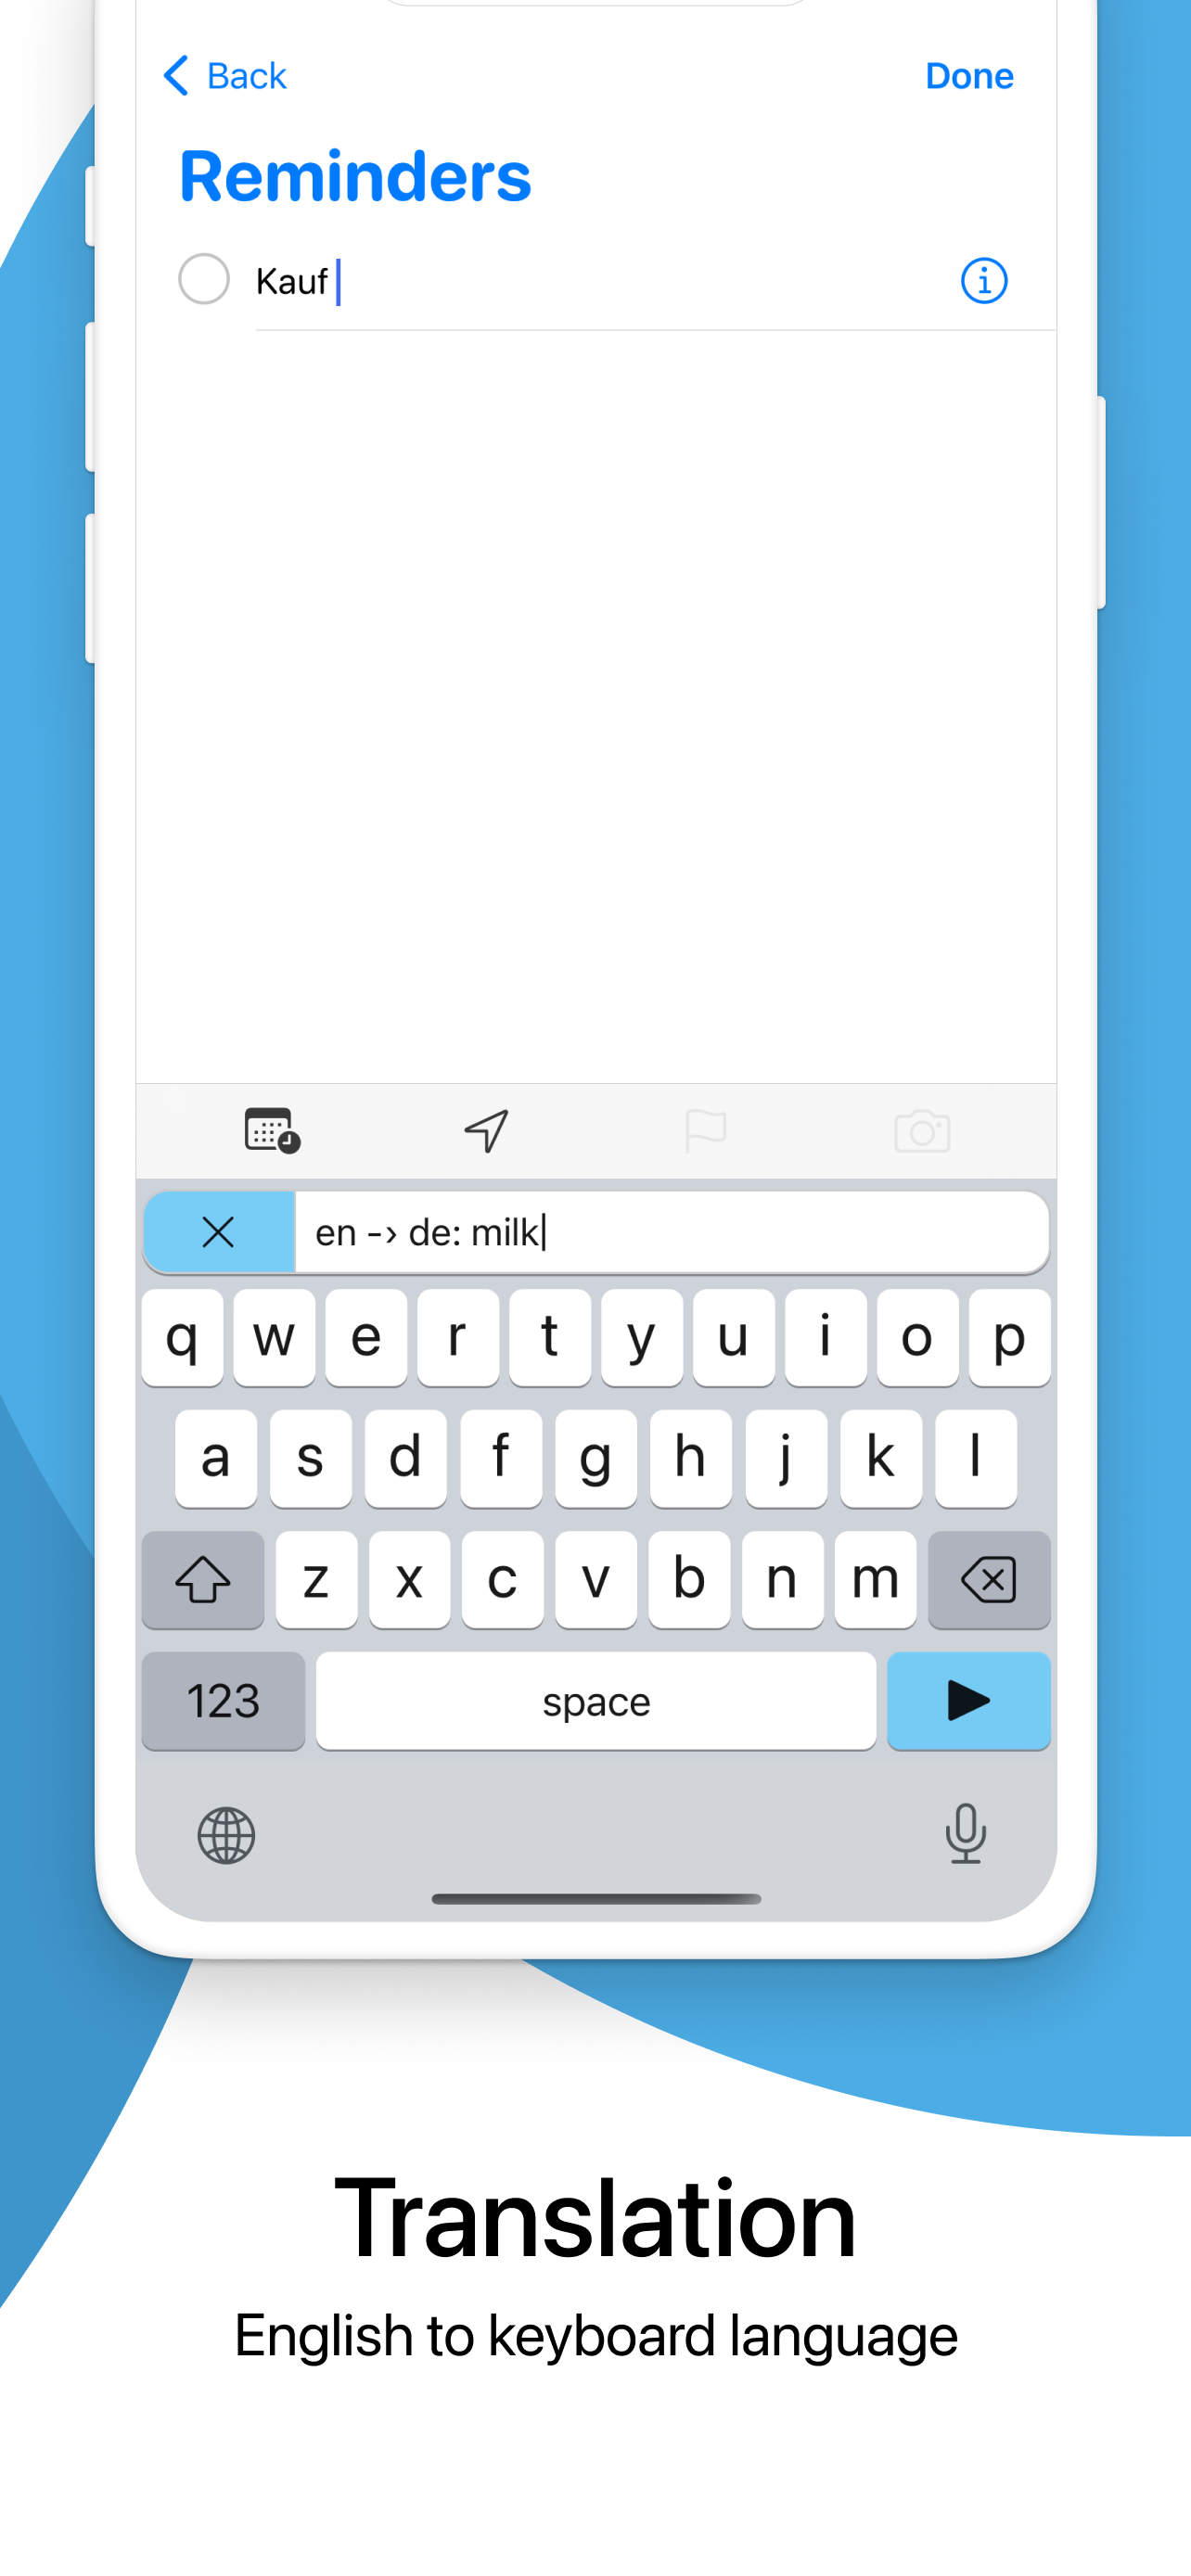 Back Done
Reminders
Kauf
en -› de: milk
q w e r t y u i o p
a s d f g h j k l
z x c v b n m
123 space
Translation
English to keyboard language